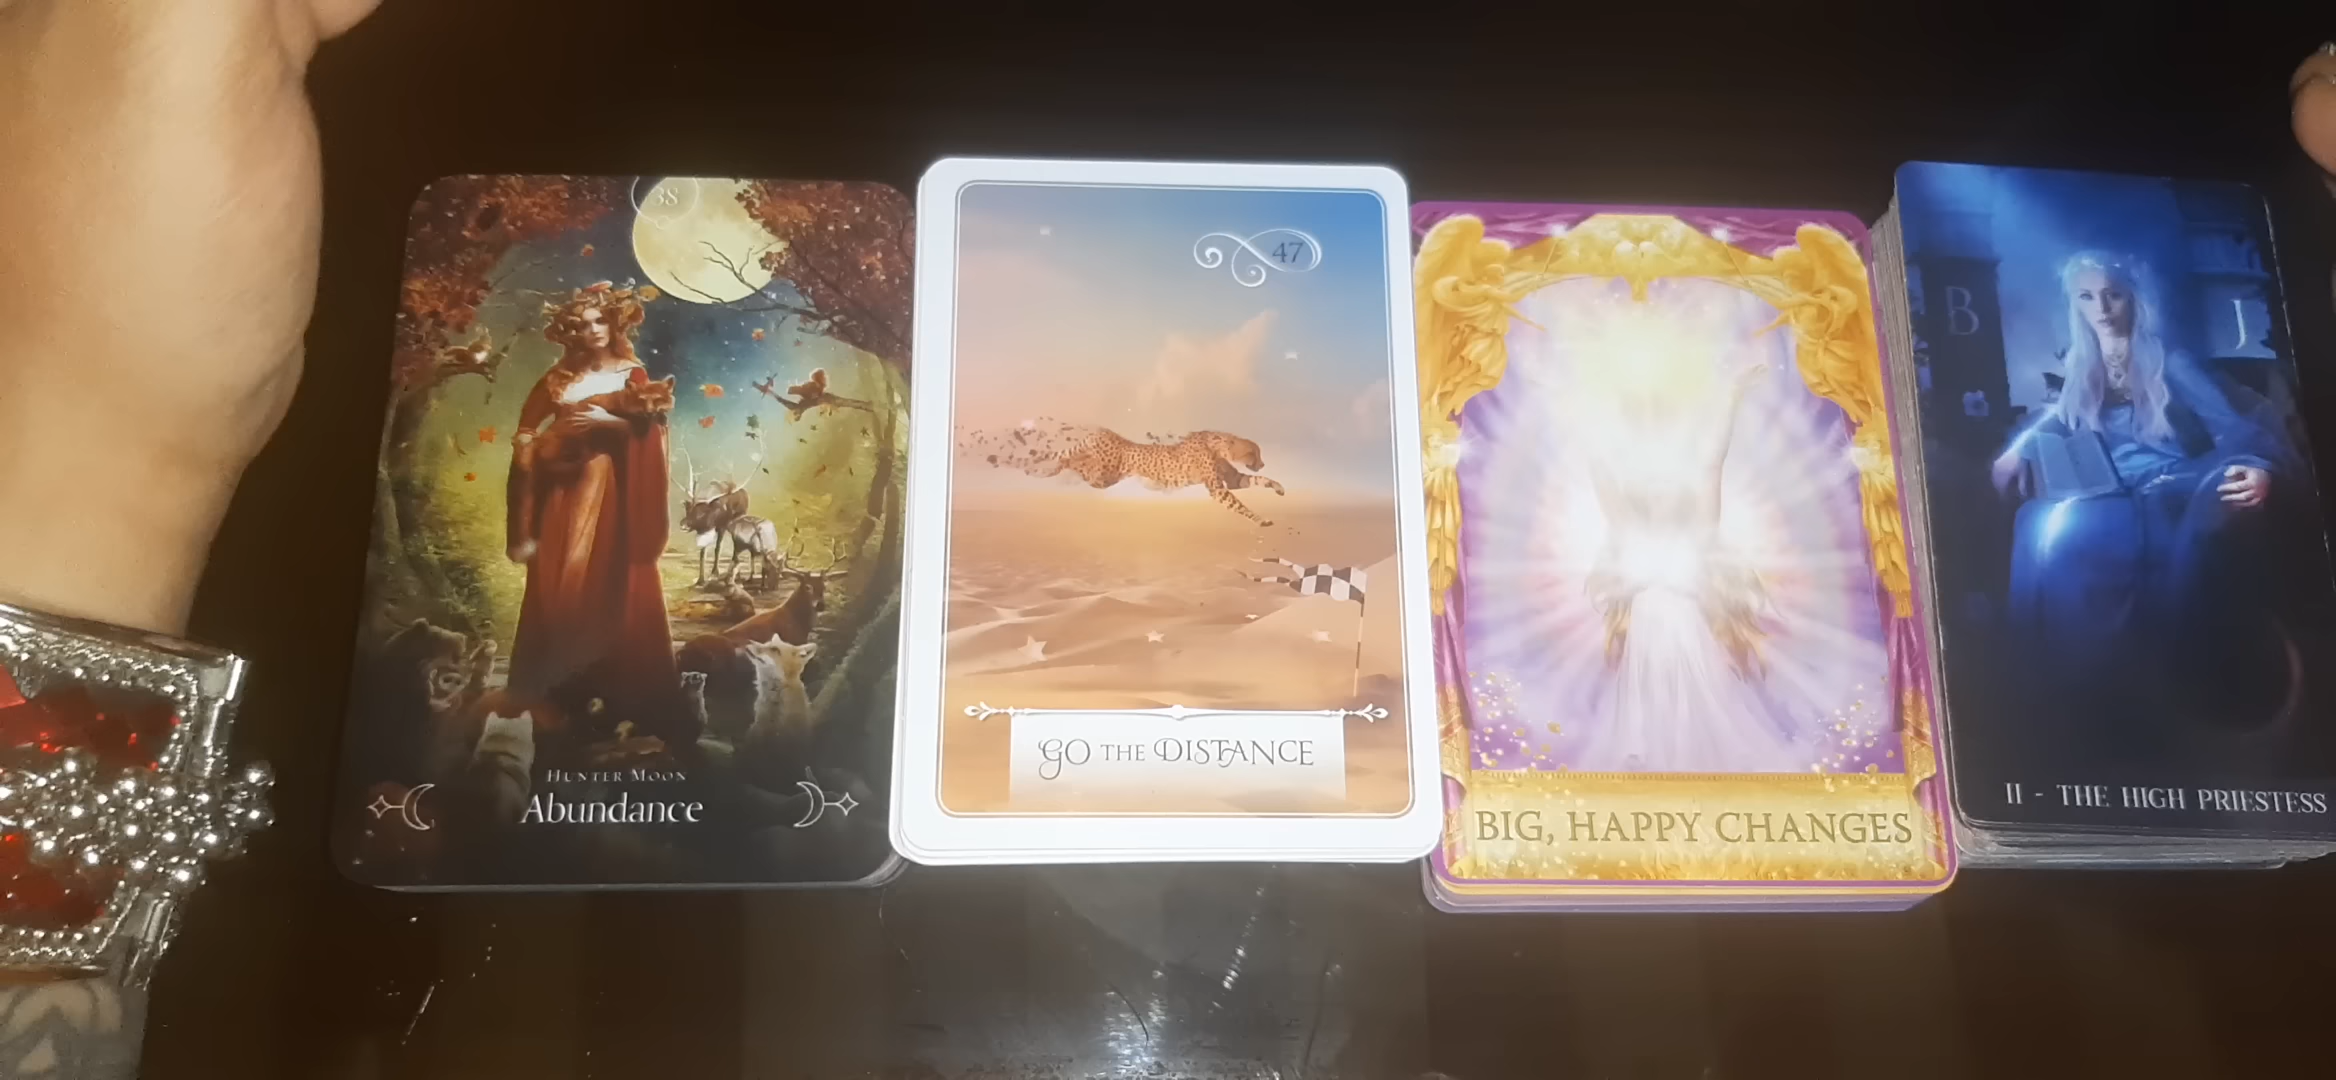 38
HUNTER MOON
Abundance
47
GO THE DISTANCE
BIG, HAPPY CHANGES
B
J
II - THE HIGH PRIESTESS